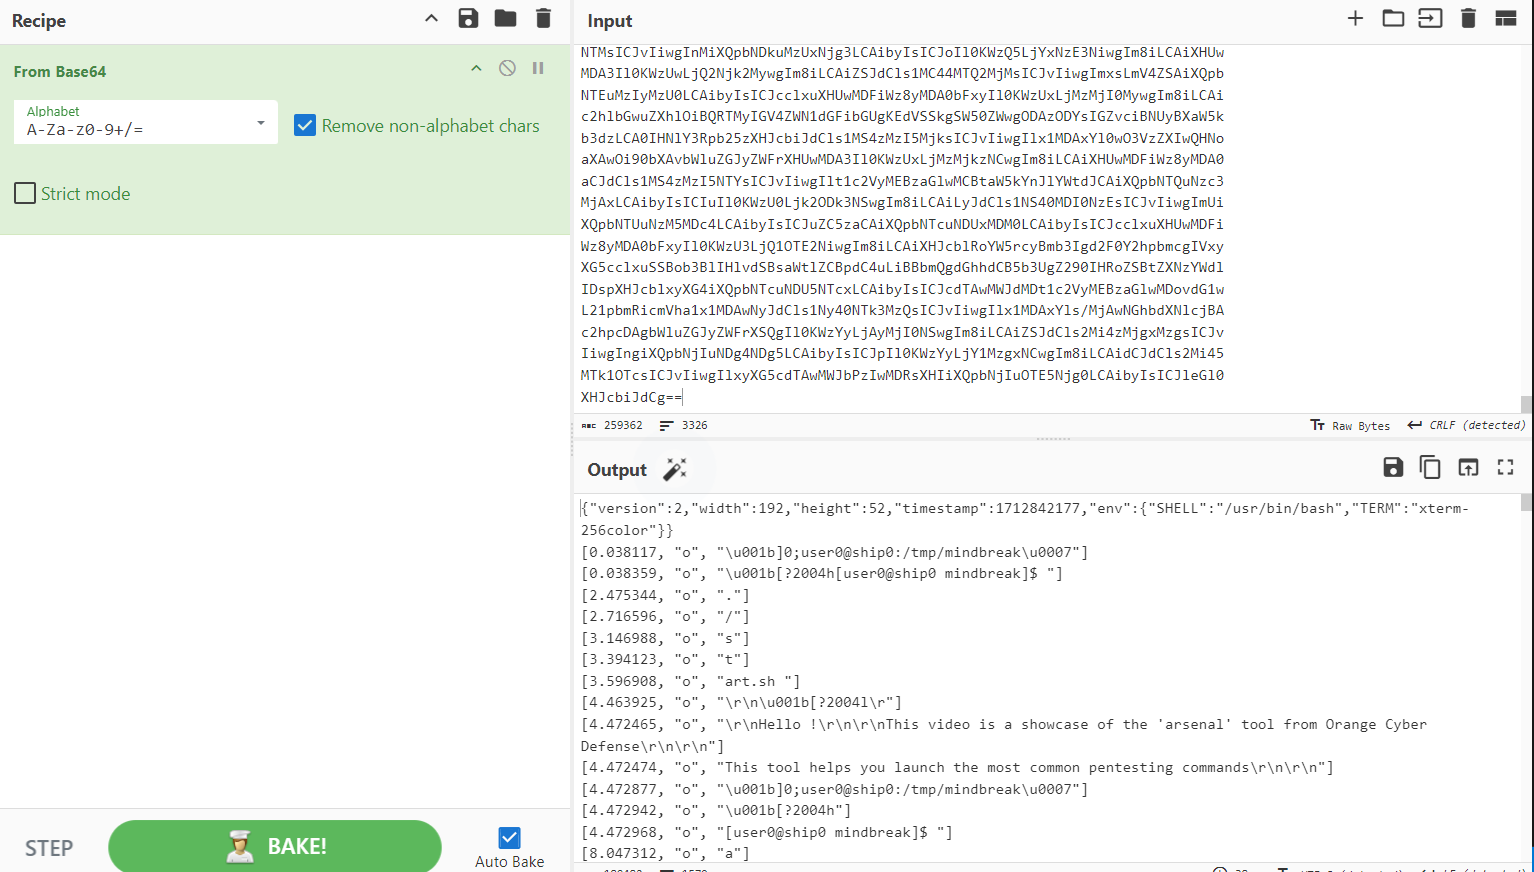 Recipe
From Base64
Alphabet
A-Za-z0-9+/=
Remove non-alphabet chars
Strict mode
STEP
BAKE!
Auto Bake
Input
NTMsICJvIiwgInMiXQpbNDkuMzUxNjg3LCAibyIsICJoIl0KWzQ5LjYxNzE3NiwgIm8iLCAiXHUw
MDA3Il0KWzUwLjQ2Njk2MywgIm8iLCAiZSJdCls1MC44MTQ2MjMsICJvIiwgImxsLmV4ZSAiXQpb
NTEuMzIyMzU0LCAibyIsICJcclxuXHUwMDFiWz8yMDA0bFxyIl0KWzUxLjMzMjI0MywgIm8iLCAi
c2hlbGwuZXhlOiBQRTMyIGV4ZWN1dGFibGUgKEdVSSkgSW50ZWwgODAzODYsIGZvciBNUyBXaW5k
b3dzLCA0IHNlY3Rpb25zXHJcbiJdCls1MS4zMzI5MjksICJvIiwgIlx1MDAxYl0wO3VzZXIwQHNo
aXAwOi90bXAvbWluZGJyZWFrXHUwMDA3Il0KWzUxLjMzMjkzNCwgIm8iLCAiXHUwMDFiWz8yMDA0
aCJdCls1MS4zMzI5NTYsICJvIiwgIlt1c2VyMEBzaGlwMCBtaW5kYnJlYWtdJCAiXQpbNTQuNzc3
MjAxLCAibyIsICIuIl0KWzU0Ljk2ODk3NSwgIm8iLCAiLyJdCls1NS40MDI0NzEsICJvIiwgImUi
XQpbNTUuNzM5MDc4LCAibyIsICJuZC5zaCAiXQpbNTcuNDUxMDM0LCAibyIsICJcclxuXHUwMDFi
Wz8yMDA0bFxyIl0KWzU3LjQ1OTE2NiwgIm8iLCAiXHJcblRoYW5rcyBmb3Igd2F0Y2hpbmcgIVxy
XG5cclxuSSBob3BlIHlvdSBsaWtlZCBpdC4uLiBBbmQgdGhhdCB5b3UgZ290IHRoZSBtZXNzYWdl
IDspXHJcblxyXG4iXQpbNTcuNDU5NTcxLCAibyIsICJcdTAwMWJdMDt1c2VyMEBzaGlwMDovdG1w
L21pbmRicmVha1x1MDAwNyJdCls1Ny40NTk3MzQsICJvIiwgIlx1MDAxYls/MjAwNGhbdXNlcjBA
c2hpcDAgbWluZGJyZWFrXSQgIl0KWzYyLjAyMjI0NSwgIm8iLCAiZSJdCls2Mi4zMjgxMzgsICJv
IiwgIngiXQpbNjIuNDg4NDg5LCAibyIsICJpIl0KWzYyLjY1MzgxNCwgIm8iLCAidCJdCls2Mi45
MTk1OTcsICJvIiwgIlxyXG5cdTAwMWJbPzIwMDRsXHIiXQpbNjIuOTE5Njg0LCAibyIsICJleGl0
XHJcbiJdCg==
259362
3326
Raw Bytes
CRLF (detected)
Output
{"version":2,"width":192,"height":52,"timestamp":1712842177,"env":{"SHELL":"/usr/bin/bash","TERM":"xterm-
256color"}}
[0.038117, "o", "\u001b]0;user0@ship0:/tmp/mindbreak\u0007"]
[0.038359, "o", "\u001b[?2004h[user0@ship0 mindbreak]$ "]
[2.475344, "o", "."]
[2.716596, "o", "/"]
[3.146988, "o", "s"]
[3.394123, "o", "t"]
[3.596908, "o", "art.sh "]
[4.463925, "o", "\r\n\u001b[?2004l\r"]
[4.472465, "o", "\r\nHello !\r\n\r\nThis video is a showcase of the 'arsenal' tool from Orange Cyber
Defense\r\n\r\n"]
[4.472474, "o", "This tool helps you launch the most common pentesting commands\r\n\r\n"]
[4.472877, "o", "\u001b]0;user0@ship0:/tmp/mindbreak\u0007"]
[4.472942, "o", "\u001b[?2004h"]
[4.472968, "o", "[user0@ship0 mindbreak]$ "]
[8.047312, "o", "a"]